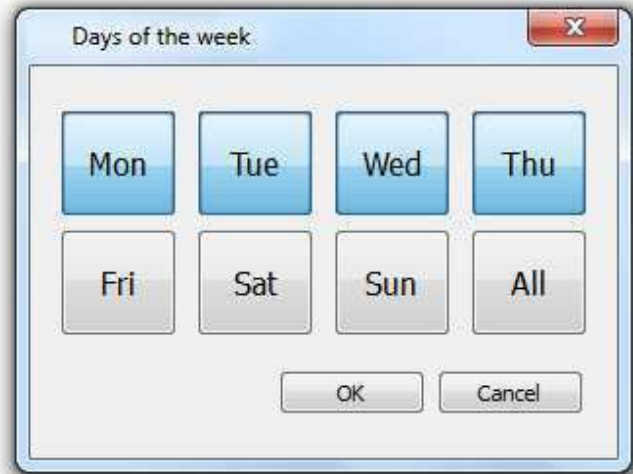 Days of the week
Mon Tue Wed Thu
Fri Sat Sun All
OK Cancel